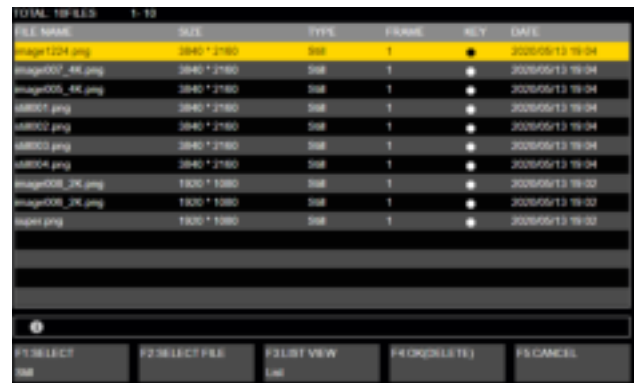 TOTAL: 10FILES 1- 10
FILE NAME SIZE TYPE FRAME KEY DATE
image1224.png 3840 * 2160 Still 1 2020/05/13 19:04
image007_4K.png 3840 * 2160 Still 1 2020/05/13 19:04
image005_4K.png 3840 * 2160 Still 1 2020/05/13 19:04
still001.png 3840 * 2160 Still 1 2020/05/13 19:04
still002.png 3840 * 2160 Still 1 2020/05/13 19:04
still003.png 3840 * 2160 Still 1 2020/05/13 19:04
still004.png 3840 * 2160 Still 1 2020/05/13 19:04
1920 * 1080 Still 1 2020/05/13 19:02
1920 * 1080 Still 1 2020/05/13 19:02
super.png 1920 * 1080 Still 1 2020/05/13 19:02
F1:SELECT F2:SELECT FILE F3:LIST VIEW F4:OK(DELETE) F5:CANCEL
Still List